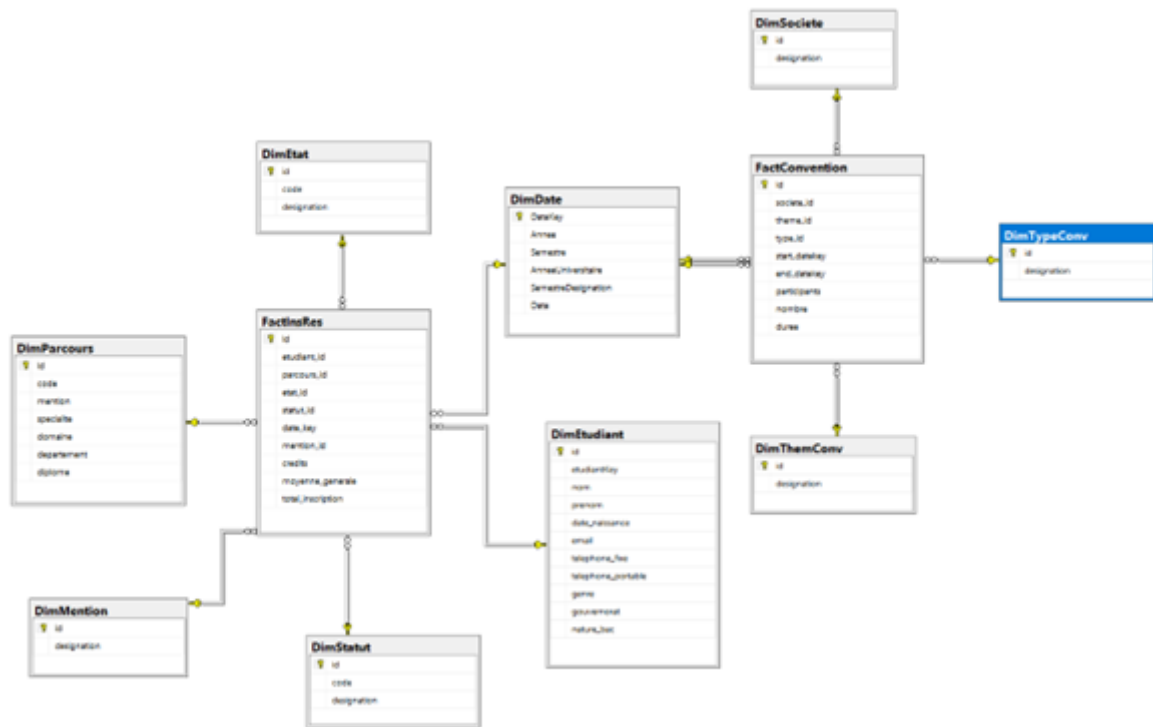 DimSociete
id
designation
DimEtat
id
code
designation
DimDate
DateKey
Annee
Semestre
AnneeUniversitaire
SemestreDesignation
Date
FactConvention
id
societe_id
theme_id
type_id
start_datekey
end_datekey
participants
nombre
duree
DimTypeConv
id
designation
FactInsRes
id
etudiant_id
parcours_id
etat_id
statut_id
date_key
mention_id
credits
moyenne_generale
total_inscription
DimParcours
id
code
mention
specialite
domaine
departement
diplome
DimEtudiant
id
etudiantKey
nom
prenom
date_naissance
email
telephone_fixe
telephone_portable
genre
gouvernorat
nature_bac
DimThemConv
id
designation
DimMention
id
designation
DimStatut
id
code
designation